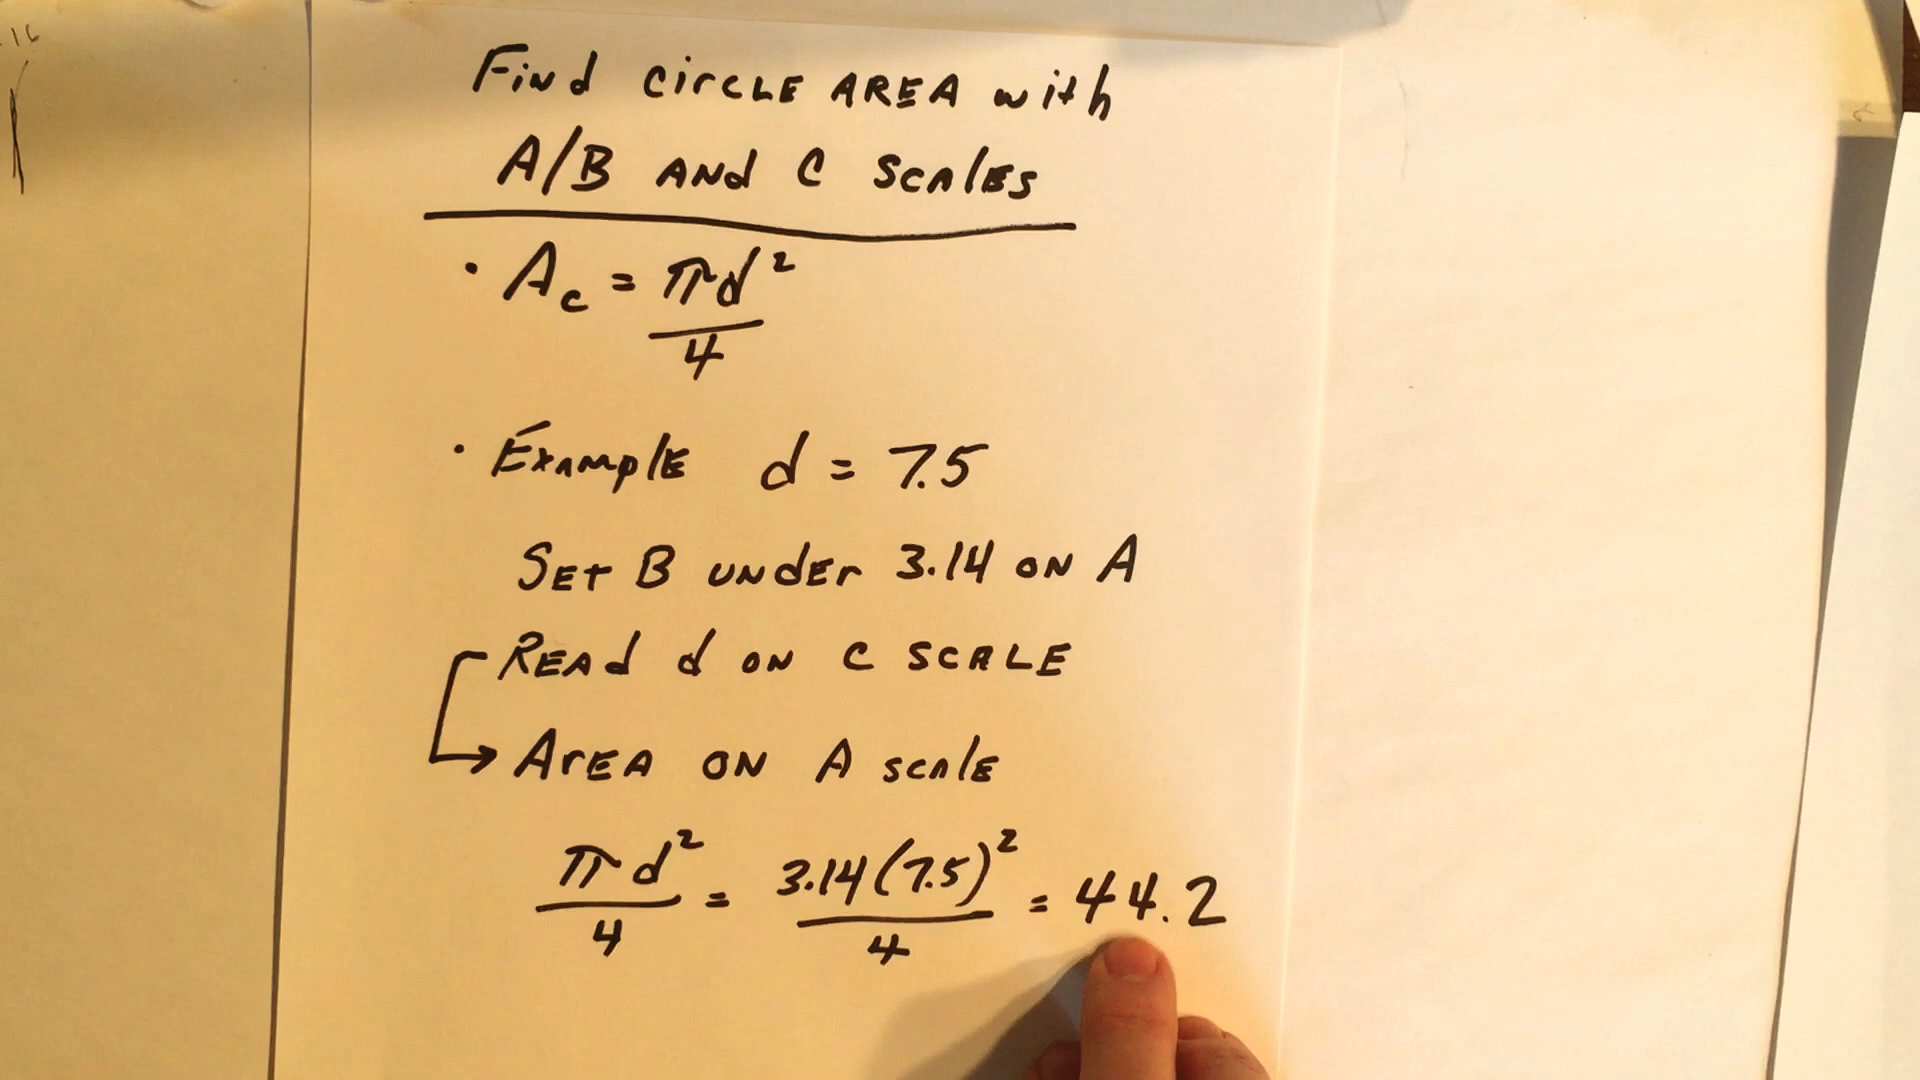 .16
Find circLE AREA with
A/B AND C ScAlEs
• Ac = πd² / 4
• ExAmplE d = 7.5
SEt B UNdEr 3.14 ON A
REAd d ON C SCALE
→ ArEA ON A scAlE
πd² / 4 = 3.14(7.5)² / 4 = 44.2